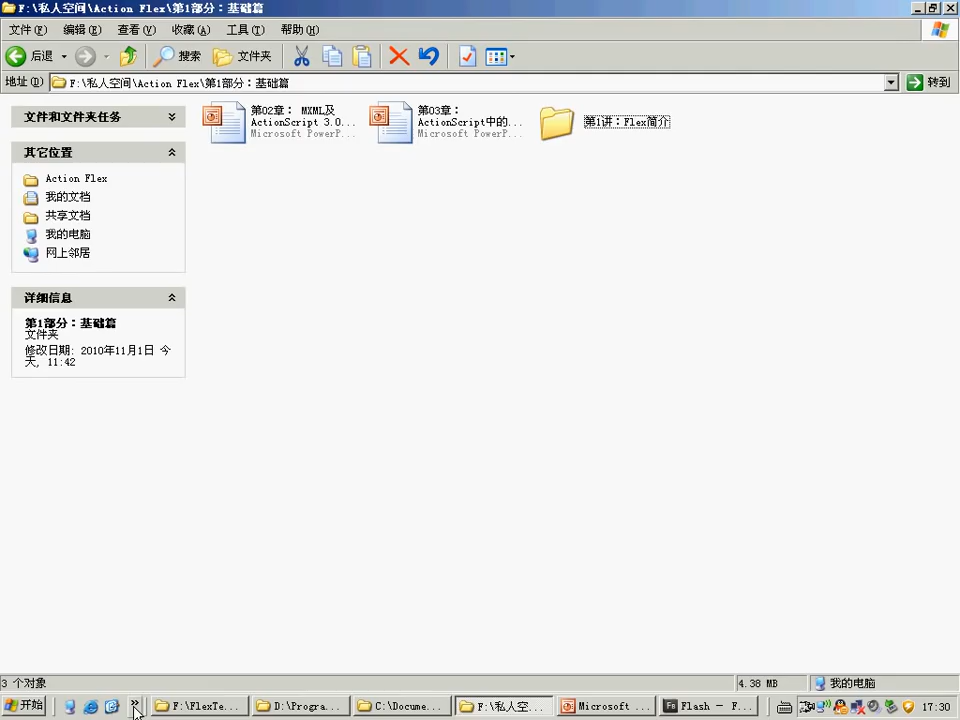 F:\私人空间\Action Flex\第1部分：基础篇
文件(F) 编辑(E) 查看(V) 收藏(A) 工具(T) 帮助(H)
后退 搜索 文件夹
地址(D) F:\私人空间\Action Flex\第1部分：基础篇 转到
文件和文件夹任务
其它位置
Action Flex
我的文档
共享文档
我的电脑
网上邻居
详细信息
第1部分：基础篇
文件夹
修改日期: 2010年11月1日 今
天, 11:42
第02章： MXML及
ActionScript 3.0...
Microsoft PowerP...
第03章：
ActionScript中的...
Microsoft PowerP...
第1讲：Flex简介
3 个对象 4.38 MB 我的电脑
开始 F:\FlexTe... D:\Progra... C:\Docume... F:\私人空... Microsoft ... Flash - F... 17:30